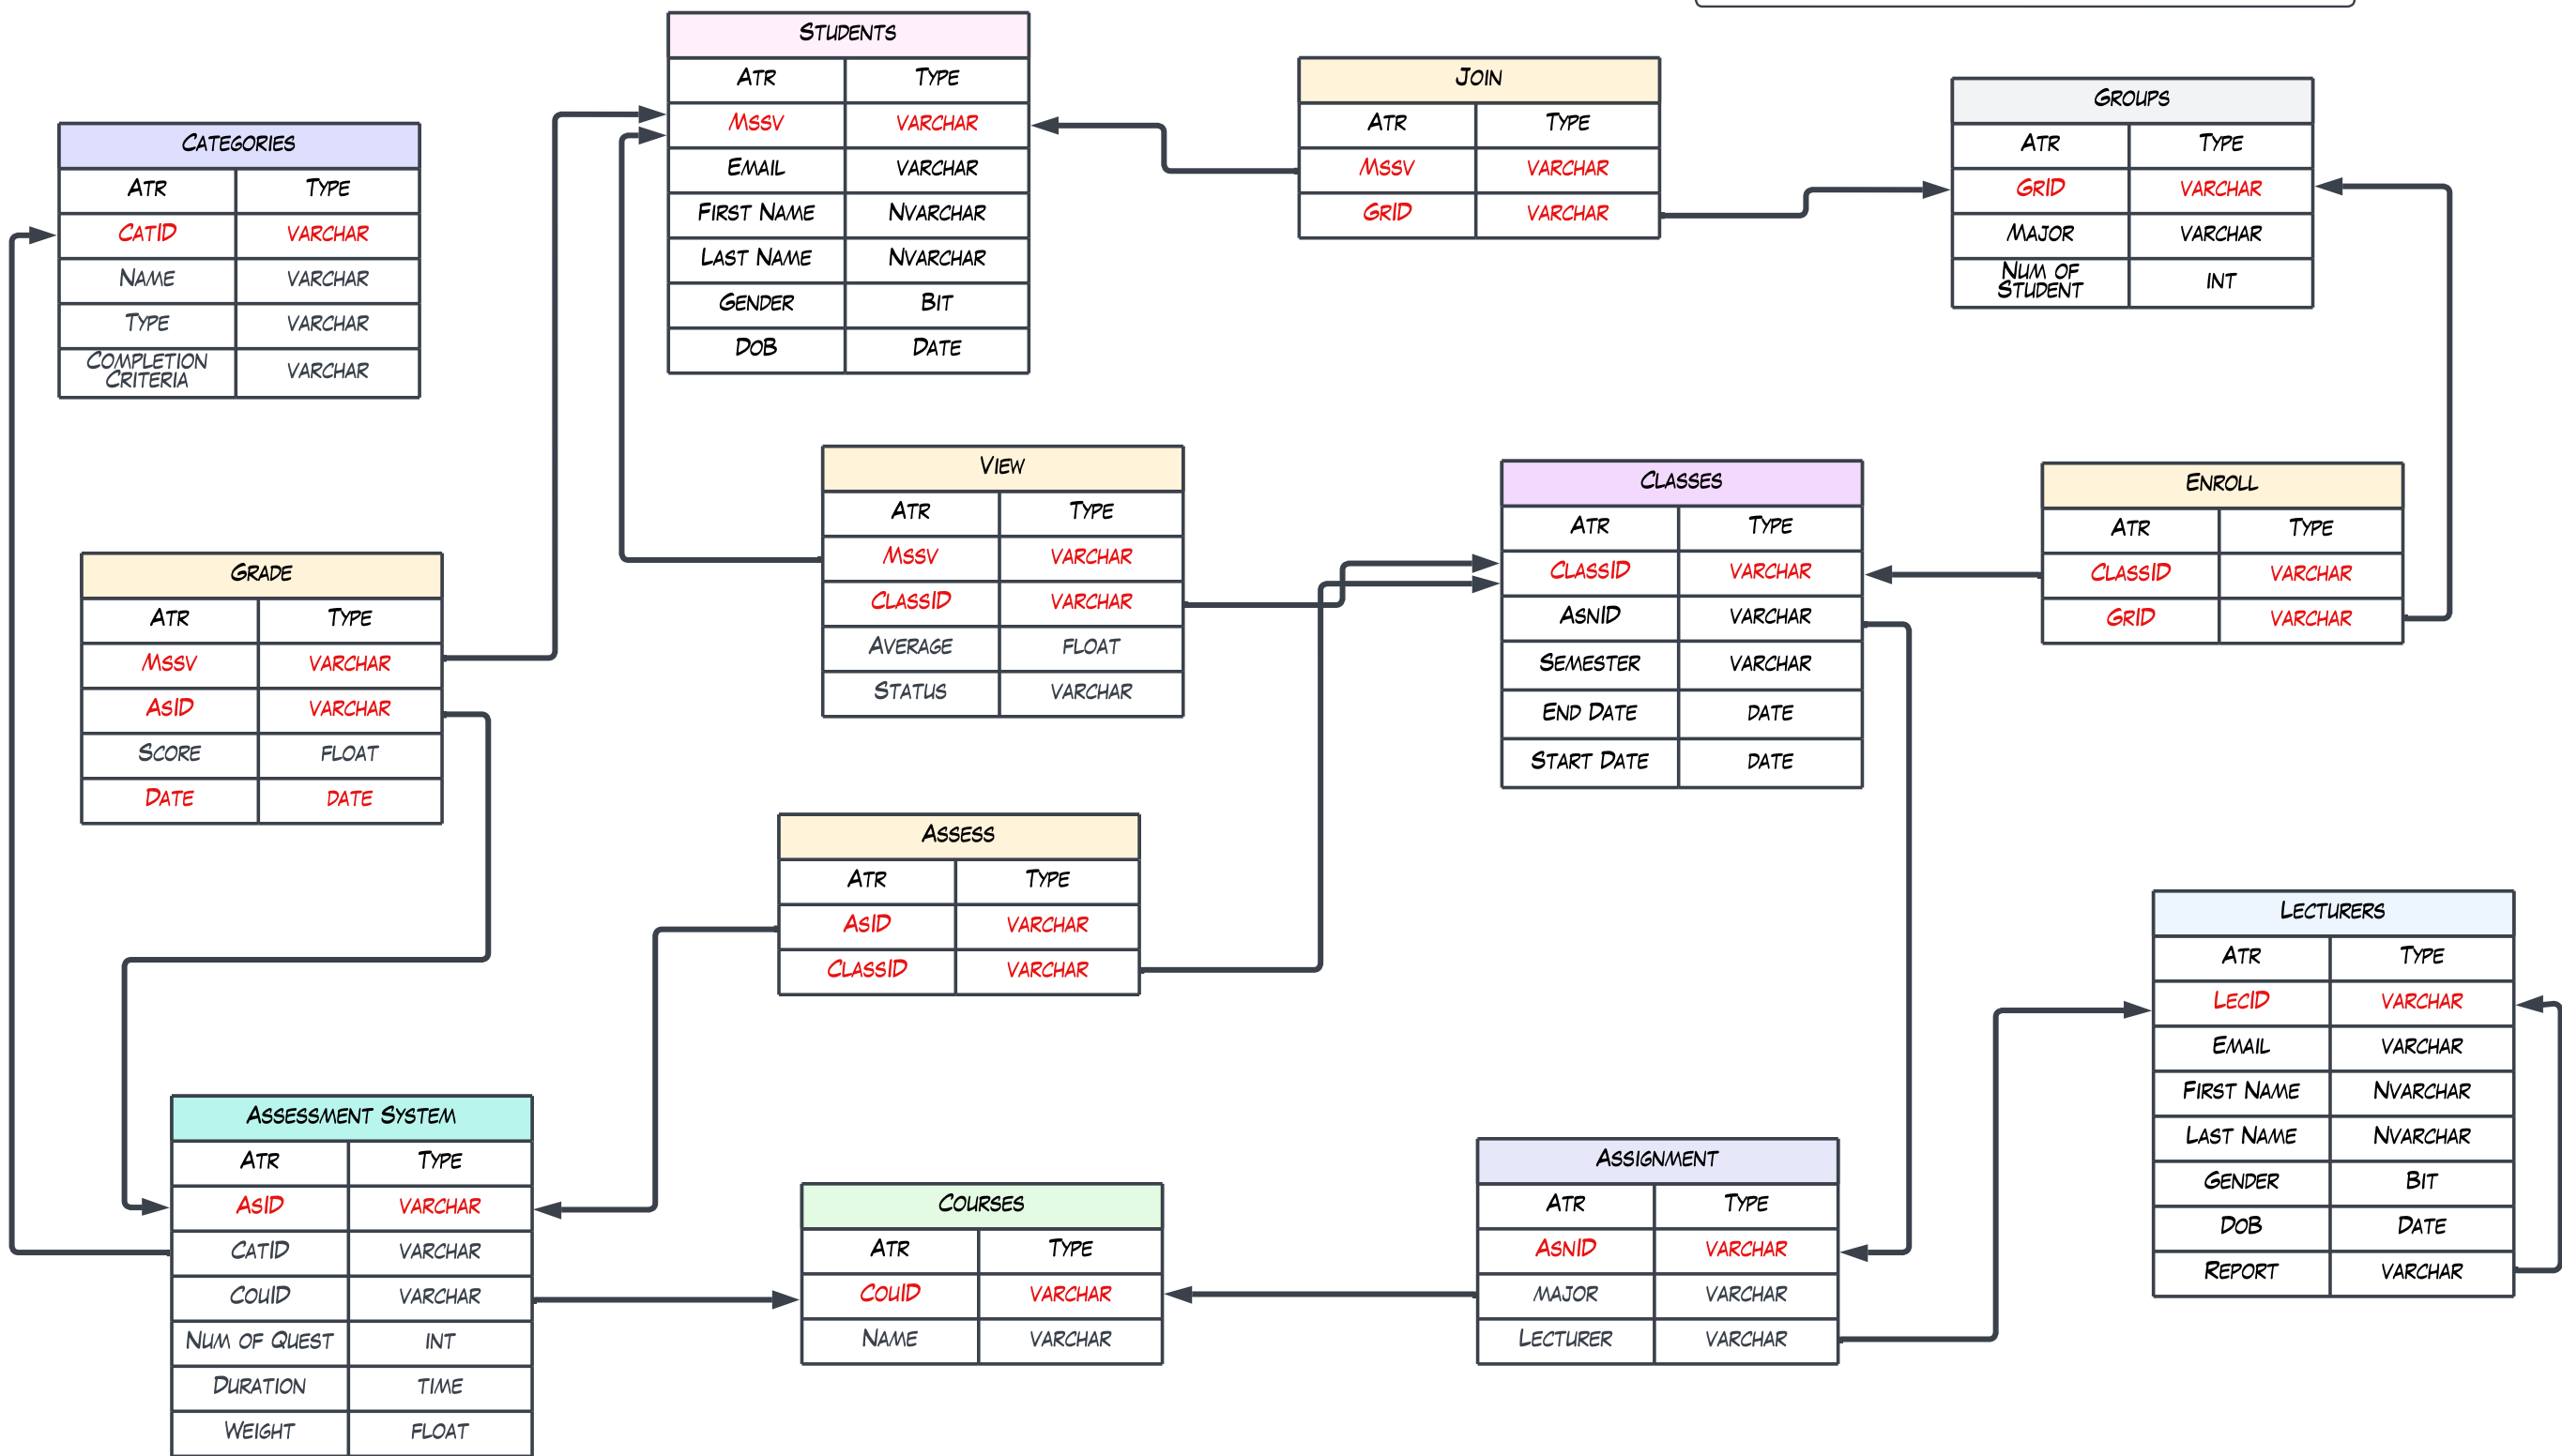 Students
Atr Type
Mssv varchar
Email varchar
First Name Nvarchar
Last Name Nvarchar
Gender Bit
DoB Date
Join
Atr Type
Mssv varchar
GrID varchar
Groups
Atr Type
GrID varchar
Major varchar
Num of
Student int
Categories
Atr Type
CatID varchar
Name varchar
Type varchar
Completion
Criteria varchar
View
Atr Type
Mssv varchar
ClassID varchar
Average float
Status varchar
Classes
Atr Type
ClassID varchar
AsnID varchar
Semester varchar
End Date date
Start Date date
Enroll
Atr Type
ClassID varchar
GrID varchar
Grade
Atr Type
Mssv varchar
AsID varchar
Score float
Date date
Assess
Atr Type
AsID varchar
ClassID varchar
Lecturers
Atr Type
LecID varchar
Email varchar
First Name Nvarchar
Last Name Nvarchar
Gender Bit
DoB Date
Report varchar
Assessment System
Atr Type
AsID varchar
CatID varchar
CouID varchar
Num of Quest int
Duration time
Weight float
Courses
Atr Type
CouID varchar
Name varchar
Assignment
Atr Type
AsnID varchar
major varchar
Lecturer varchar